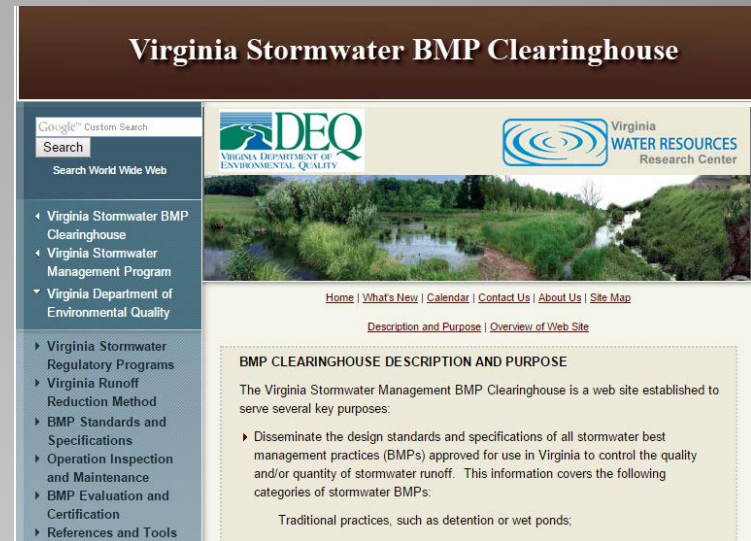 Virginia Stormwater BMP Clearinghouse
Google™ Custom Search
Search
Search World Wide Web
Virginia Stormwater BMP
Clearinghouse
Virginia Stormwater
Management Program
Virginia Department of
Environmental Quality
Virginia Stormwater
Regulatory Programs
Virginia Runoff
Reduction Method
BMP Standards and
Specifications
Operation Inspection
and Maintenance
BMP Evaluation and
Certification
References and Tools
DEQ
VIRGINIA DEPARTMENT OF
ENVIRONMENTAL QUALITY
Virginia
WATER RESOURCES
Research Center
Home | What's New | Calendar | Contact Us | About Us | Site Map
Description and Purpose | Overview of Web Site
BMP CLEARINGHOUSE DESCRIPTION AND PURPOSE
The Virginia Stormwater Management BMP Clearinghouse is a web site established to
serve several key purposes:
Disseminate the design standards and specifications of all stormwater best
management practices (BMPs) approved for use in Virginia to control the quality
and/or quantity of stormwater runoff. This information covers the following
categories of stormwater BMPs:
Traditional practices, such as detention or wet ponds;